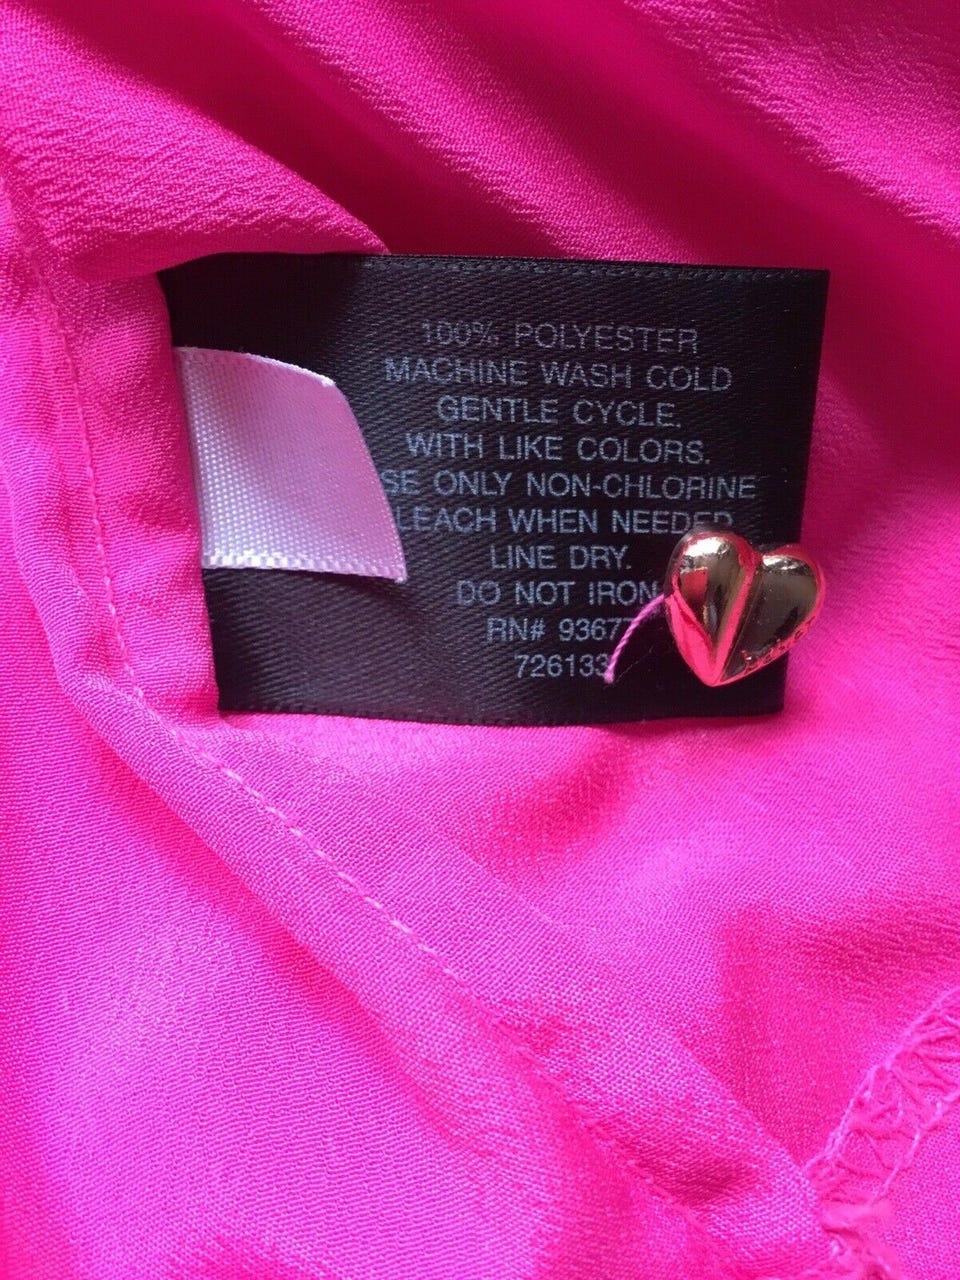 100% POLYESTER
MACHINE WASH COLD
GENTLE CYCLE.
WITH LIKE COLORS.
SE ONLY NON-CHLORINE
LEACH WHEN NEEDED
LINE DRY.
DO NOT IRON
RN# 9367
726133
bebe